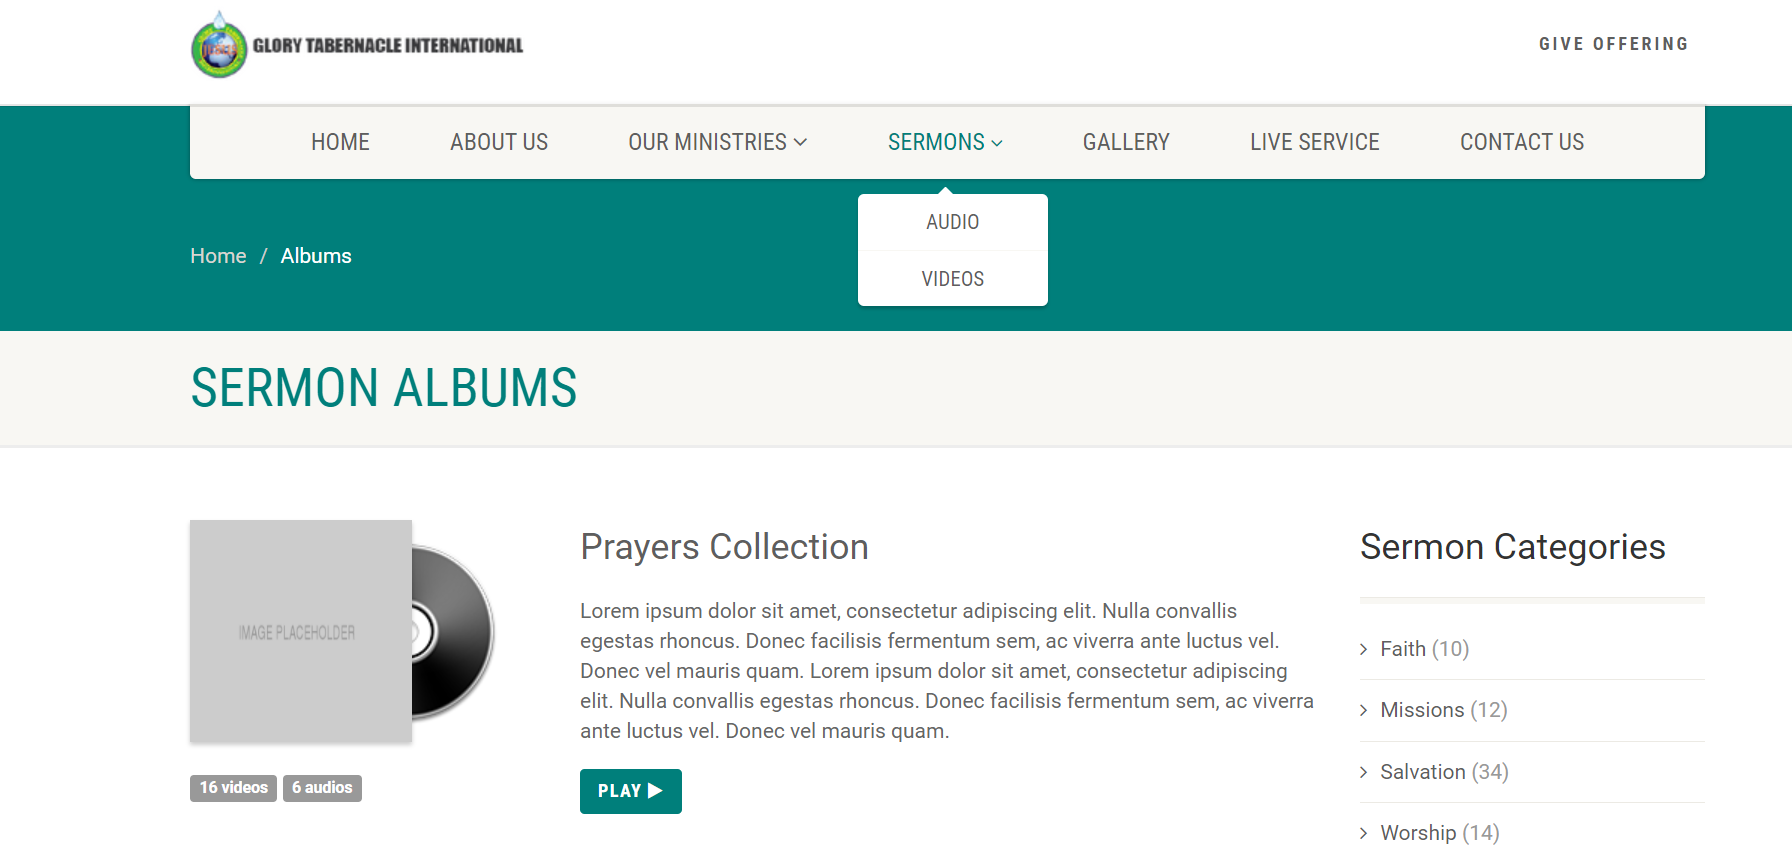 GLORY TABERNACLE INTERNATIONAL
GIVE OFFERING
HOME
ABOUT US
OUR MINISTRIES
SERMONS
GALLERY
LIVE SERVICE
CONTACT US
AUDIO
VIDEOS
Home / Albums
SERMON ALBUMS
IMAGE PLACEHOLDER
16 videos
6 audios
Prayers Collection
Lorem ipsum dolor sit amet, consectetur adipiscing elit. Nulla convallis
egestas rhoncus. Donec facilisis fermentum sem, ac viverra ante luctus vel.
Donec vel mauris quam. Lorem ipsum dolor sit amet, consectetur adipiscing
elit. Nulla convallis egestas rhoncus. Donec facilisis fermentum sem, ac viverra
ante luctus vel. Donec vel mauris quam.
PLAY
Sermon Categories
Faith (10)
Missions (12)
Salvation (34)
Worship (14)